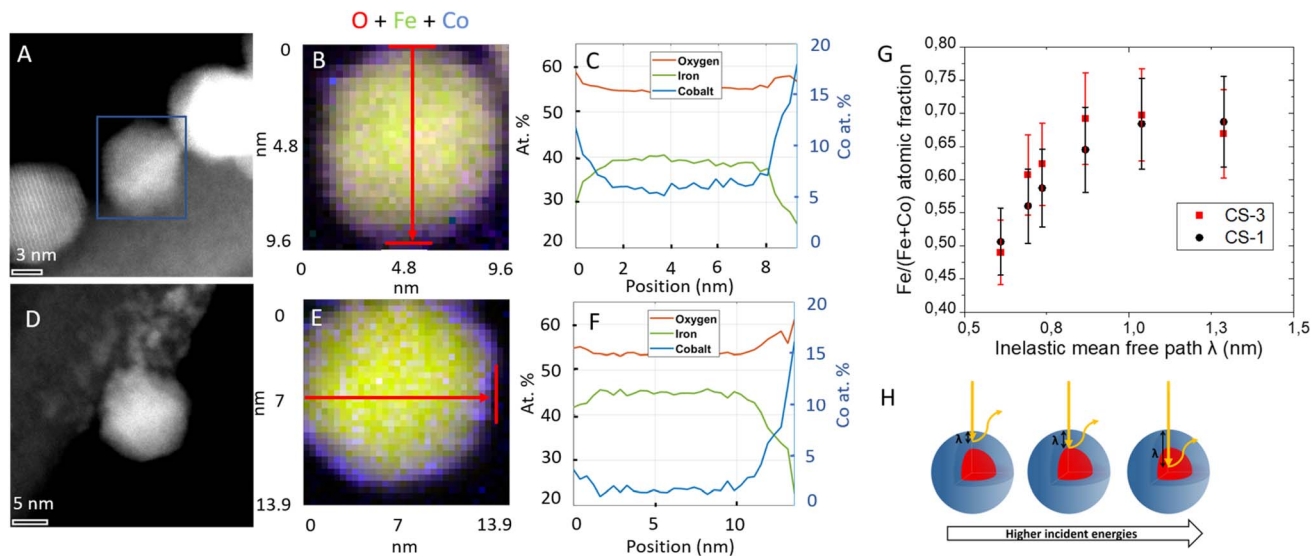 O + Fe + Co
A
3 nm
B
0
nm
4.8
9.6
0
4.8
9.6
nm
C
Oxygen
Iron
Cobalt
At. %
60
50
40
30
20
Co at. %
20
15
10
5
0
0
2
4
6
8
Position (nm)
D
5 nm
E
0
nm
7
13.9
0
7
13.9
nm
F
Oxygen
Iron
Cobalt
At. %
60
50
40
30
20
Co at. %
20
15
10
5
0
0
5
10
Position (nm)
G
Fe/(Fe+Co) atomic fraction
0,80
0,75
0,70
0,65
0,60
0,55
0,50
0,45
0,40
CS-3
CS-1
0,5
0,8
1,0
1,3
1,5
Inelastic mean free path λ (nm)
H
λ
λ
λ
Higher incident energies